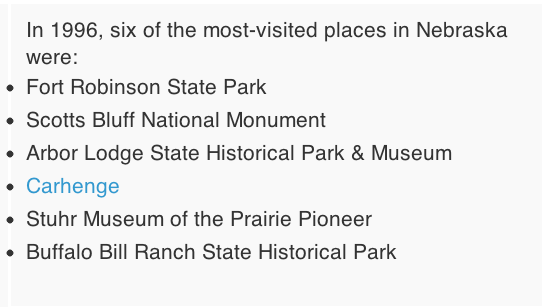 In 1996, six of the most-visited places in Nebraska
were:
Fort Robinson State Park
Scotts Bluff National Monument
Arbor Lodge State Historical Park & Museum
Carhenge
Stuhr Museum of the Prairie Pioneer
Buffalo Bill Ranch State Historical Park